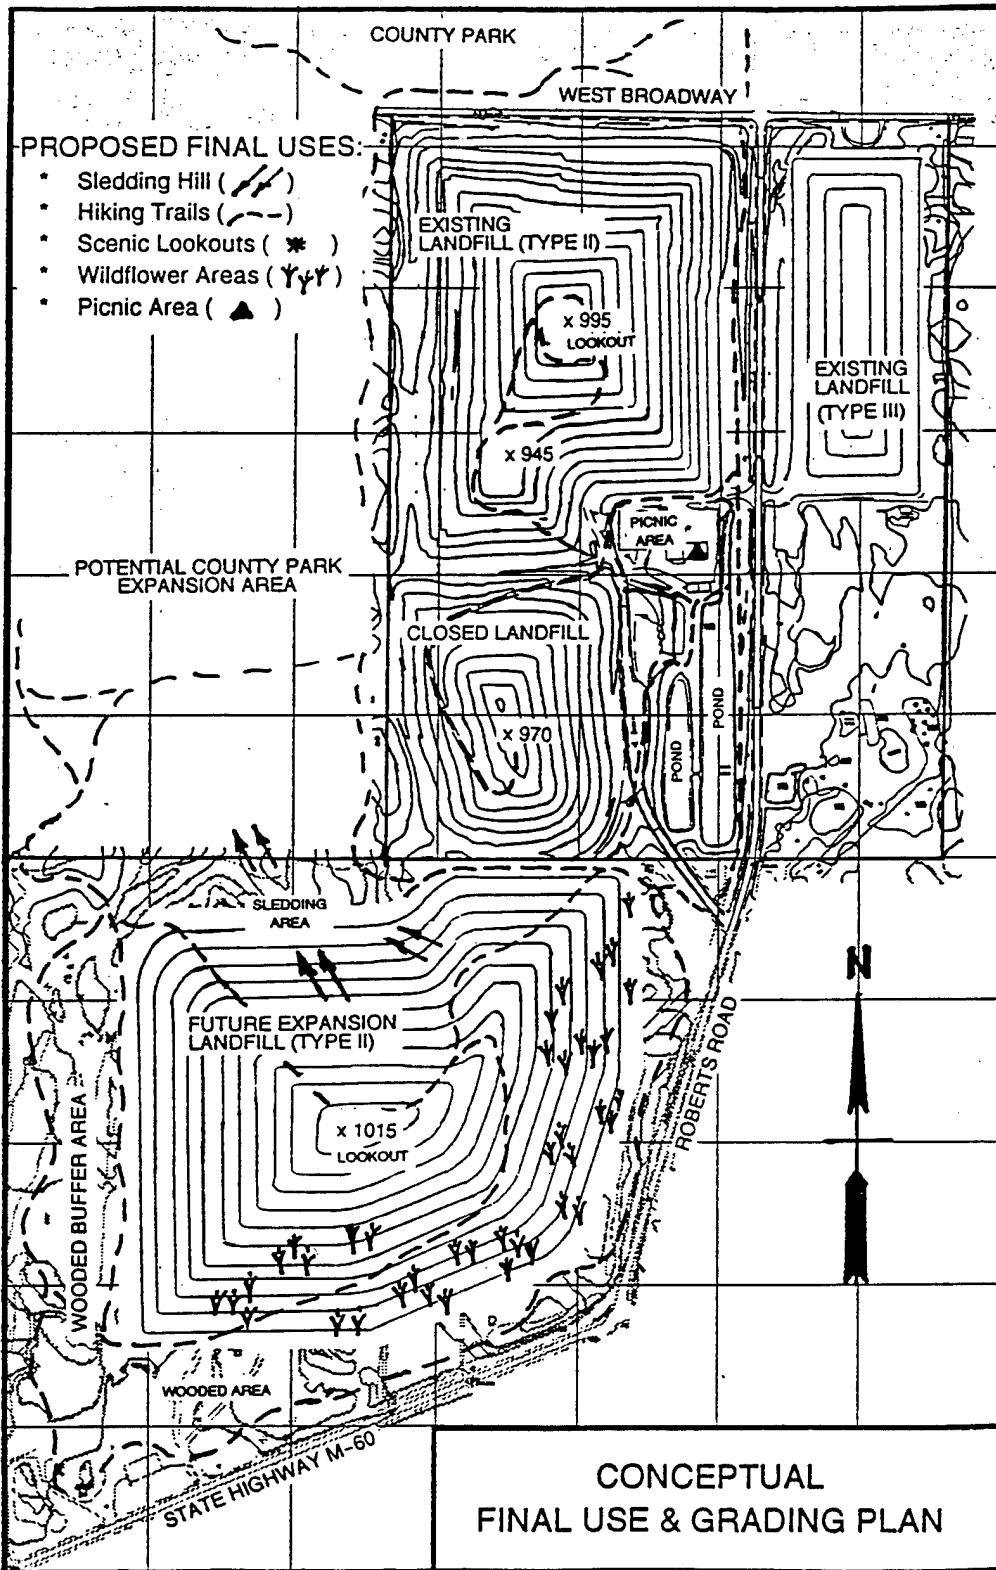 COUNTY PARK
WEST BROADWAY
PROPOSED FINAL USES:
* Sledding Hill ( )
* Hiking Trails ( )
* Scenic Lookouts ( )
* Wildflower Areas ( )
* Picnic Area ( )
EXISTING
LANDFILL (TYPE II)
x 995
LOOKOUT
EXISTING
LANDFILL
(TYPE III)
x 945
PICNIC
AREA
POTENTIAL COUNTY PARK
EXPANSION AREA
CLOSED LANDFILL
x 970
POND
POND
SLEDDING
AREA
N
FUTURE EXPANSION
LANDFILL (TYPE II)
ROBERTS ROAD
x 1015
LOOKOUT
WOODED BUFFER AREA
WOODED AREA
STATE HIGHWAY M-60
CONCEPTUAL
FINAL USE & GRADING PLAN